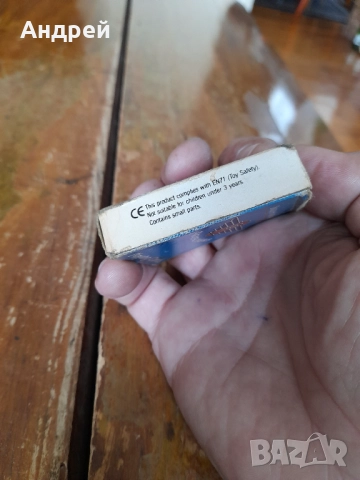 Андрей
CE This product complies with EN71 (Toy Safety).
Not suitable for children under 3 years.
Contains small parts.
BAZAR